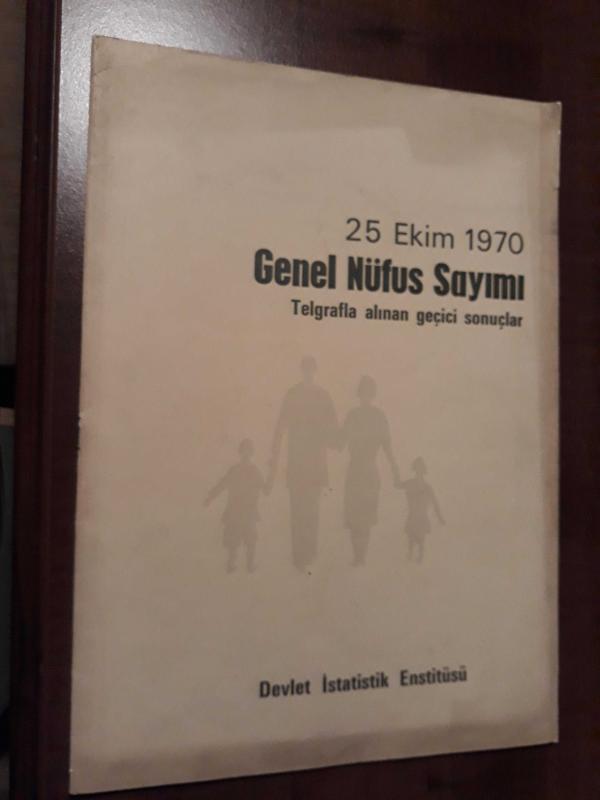 25 Ekim 1970
Genel Nüfus Sayımı
Telgrafla alınan geçici sonuçlar
Devlet İstatistik Enstitüsü